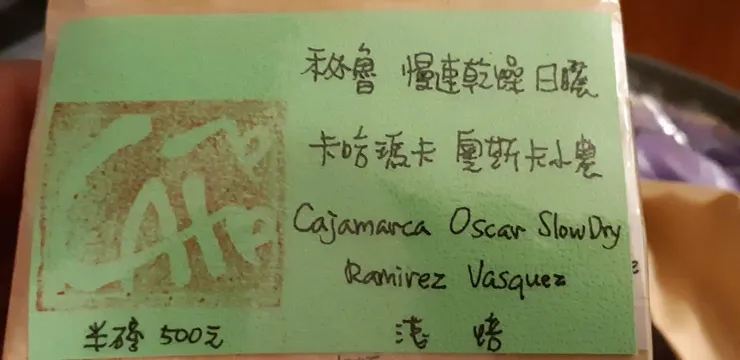 秘魯 慢速乾燥 日曬
卡哈瑪卡 奧斯卡小農
Cajamarca Oscar SlowDry
Ramirez Vasquez
半磅 500元 淺焙